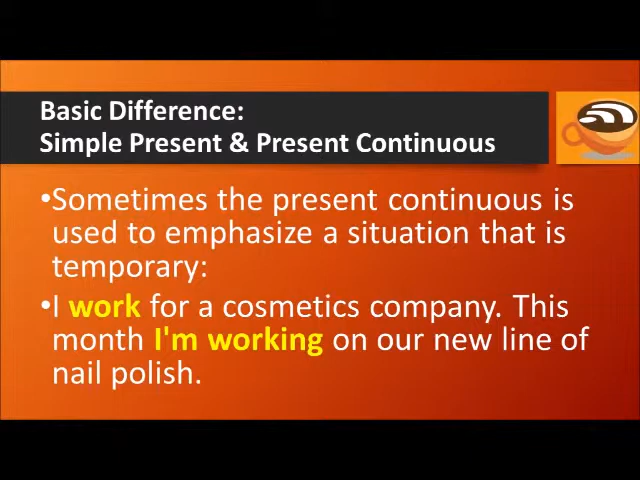 Basic Difference:
Simple Present & Present Continuous
•Sometimes the present continuous is
used to emphasize a situation that is
temporary:
•I work for a cosmetics company. This
month I'm working on our new line of
nail polish.